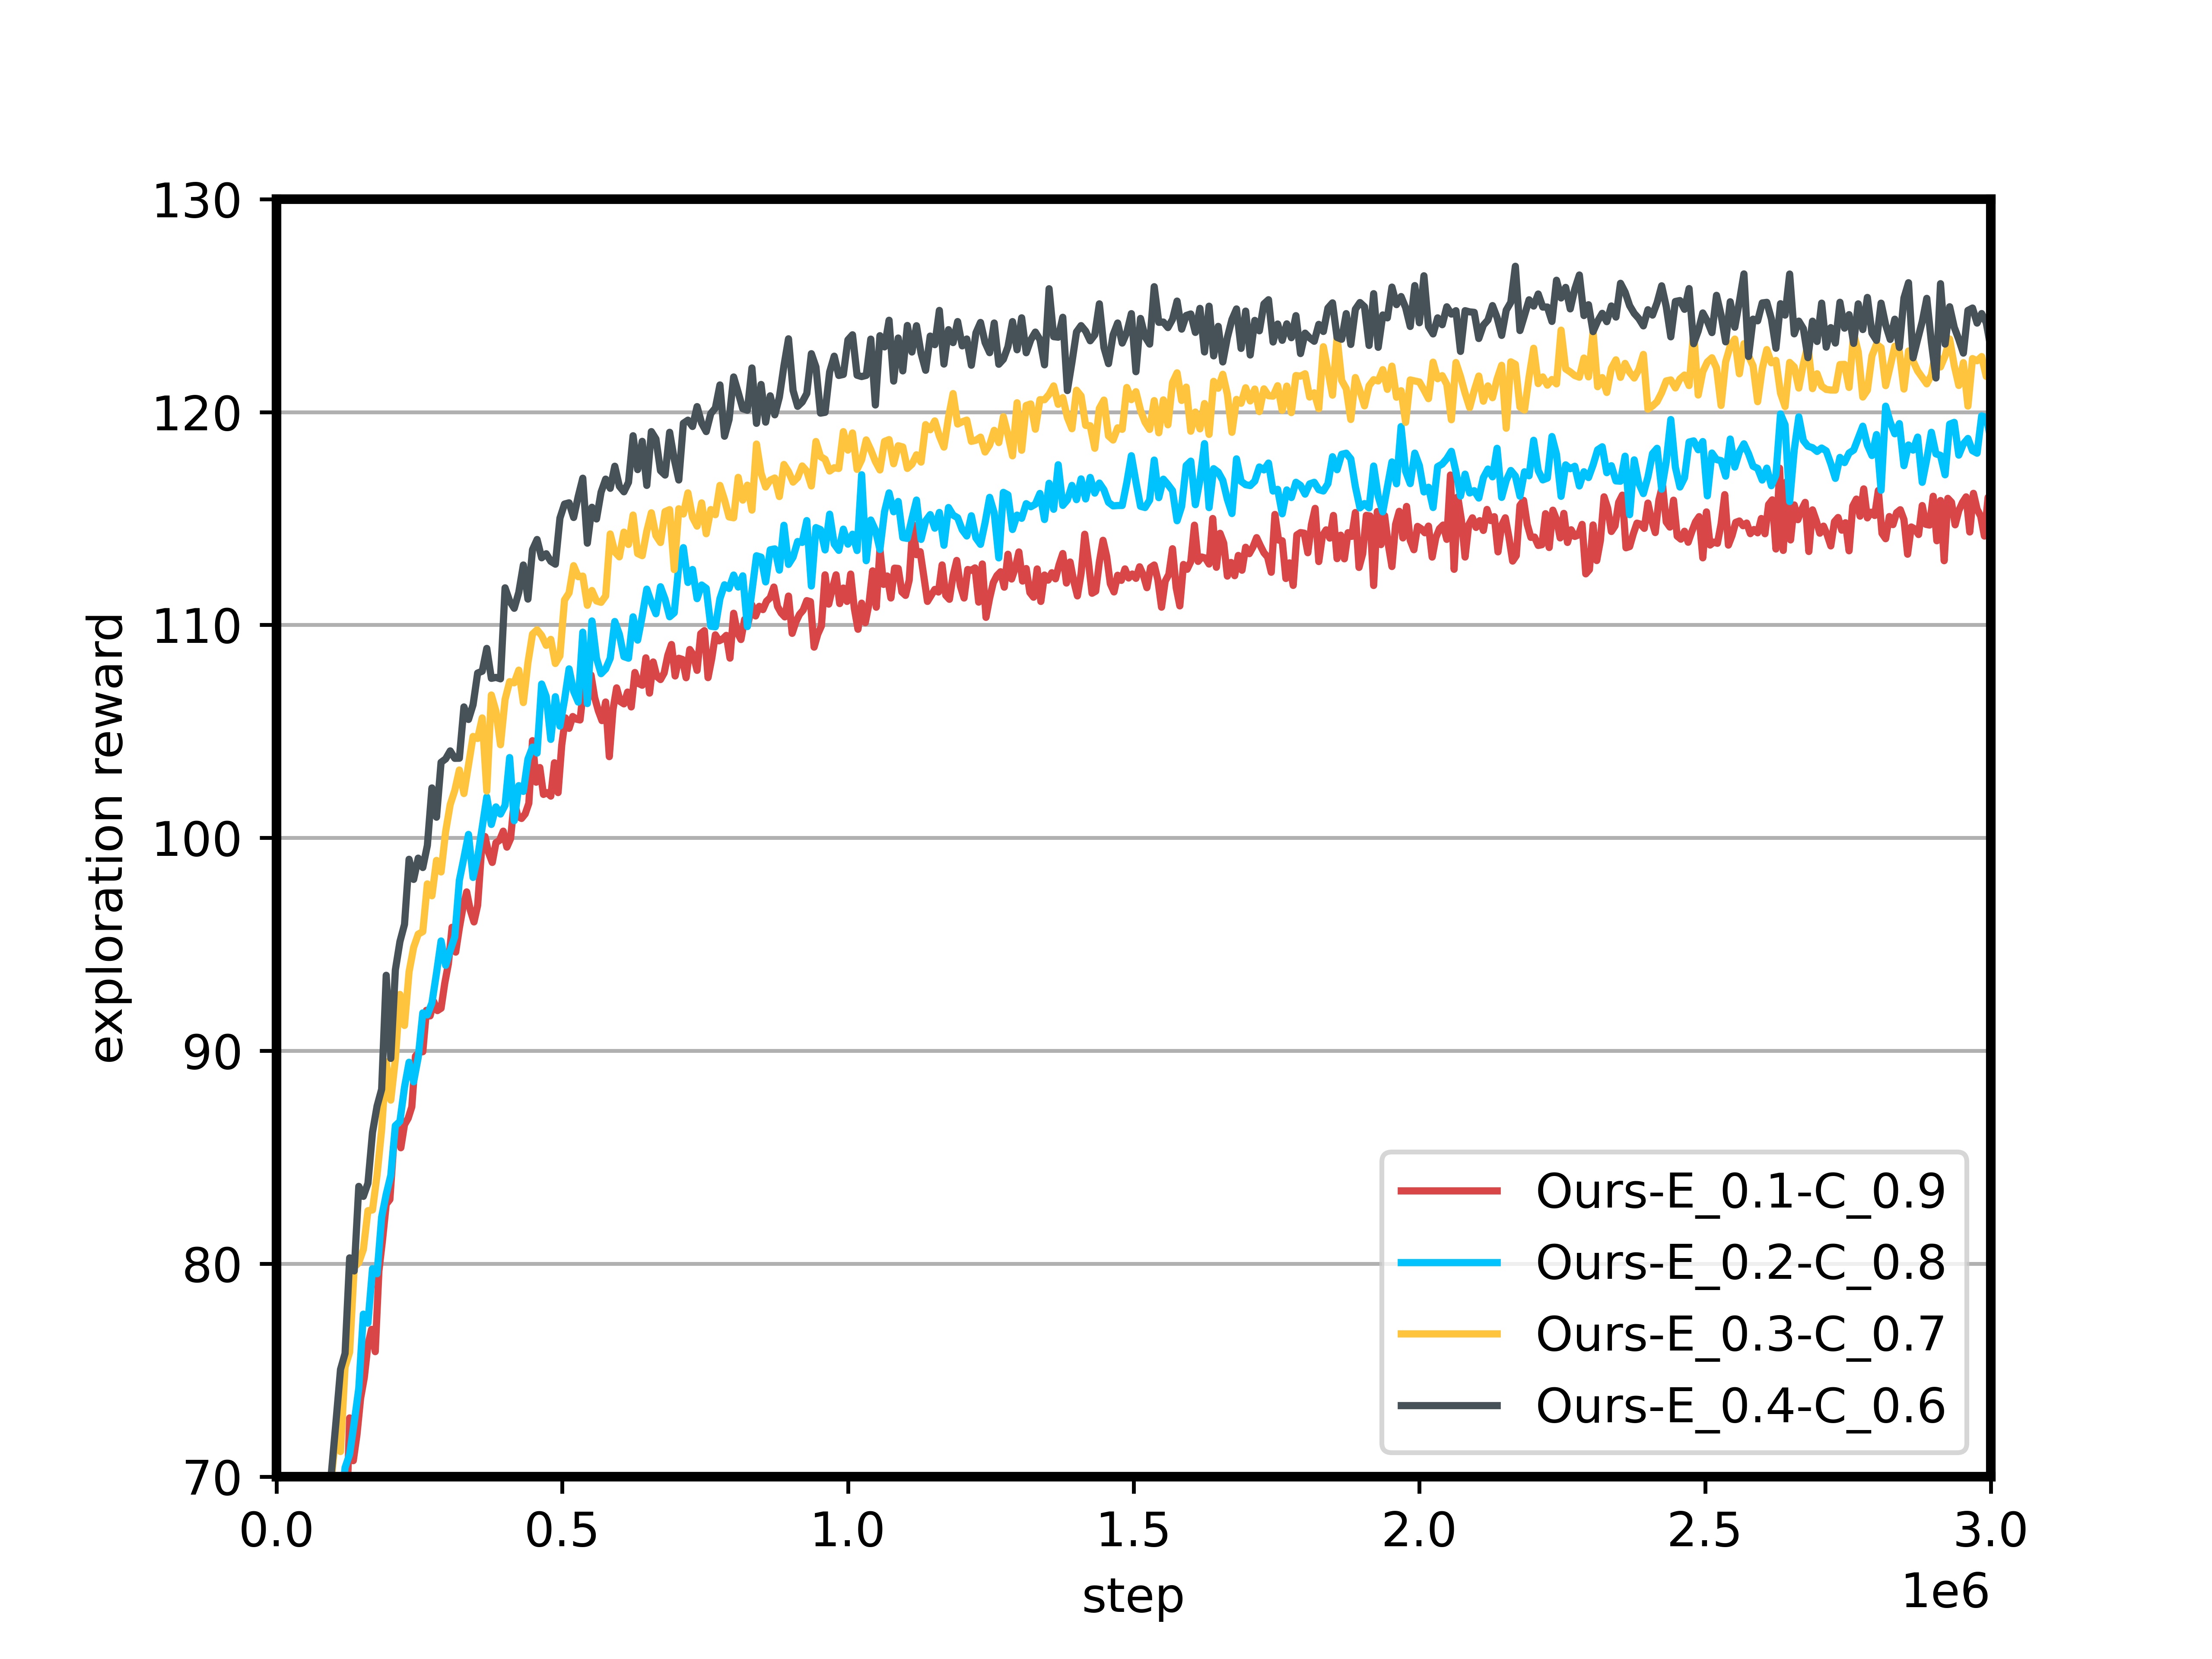 130
120
110
100
90
80
70
exploration reward
Ours-E_0.1-C_0.9
Ours-E_0.2-C_0.8
Ours-E_0.3-C_0.7
Ours-E_0.4-C_0.6
0.0 0.5 1.0 1.5 2.0 2.5 3.0
step
1e6